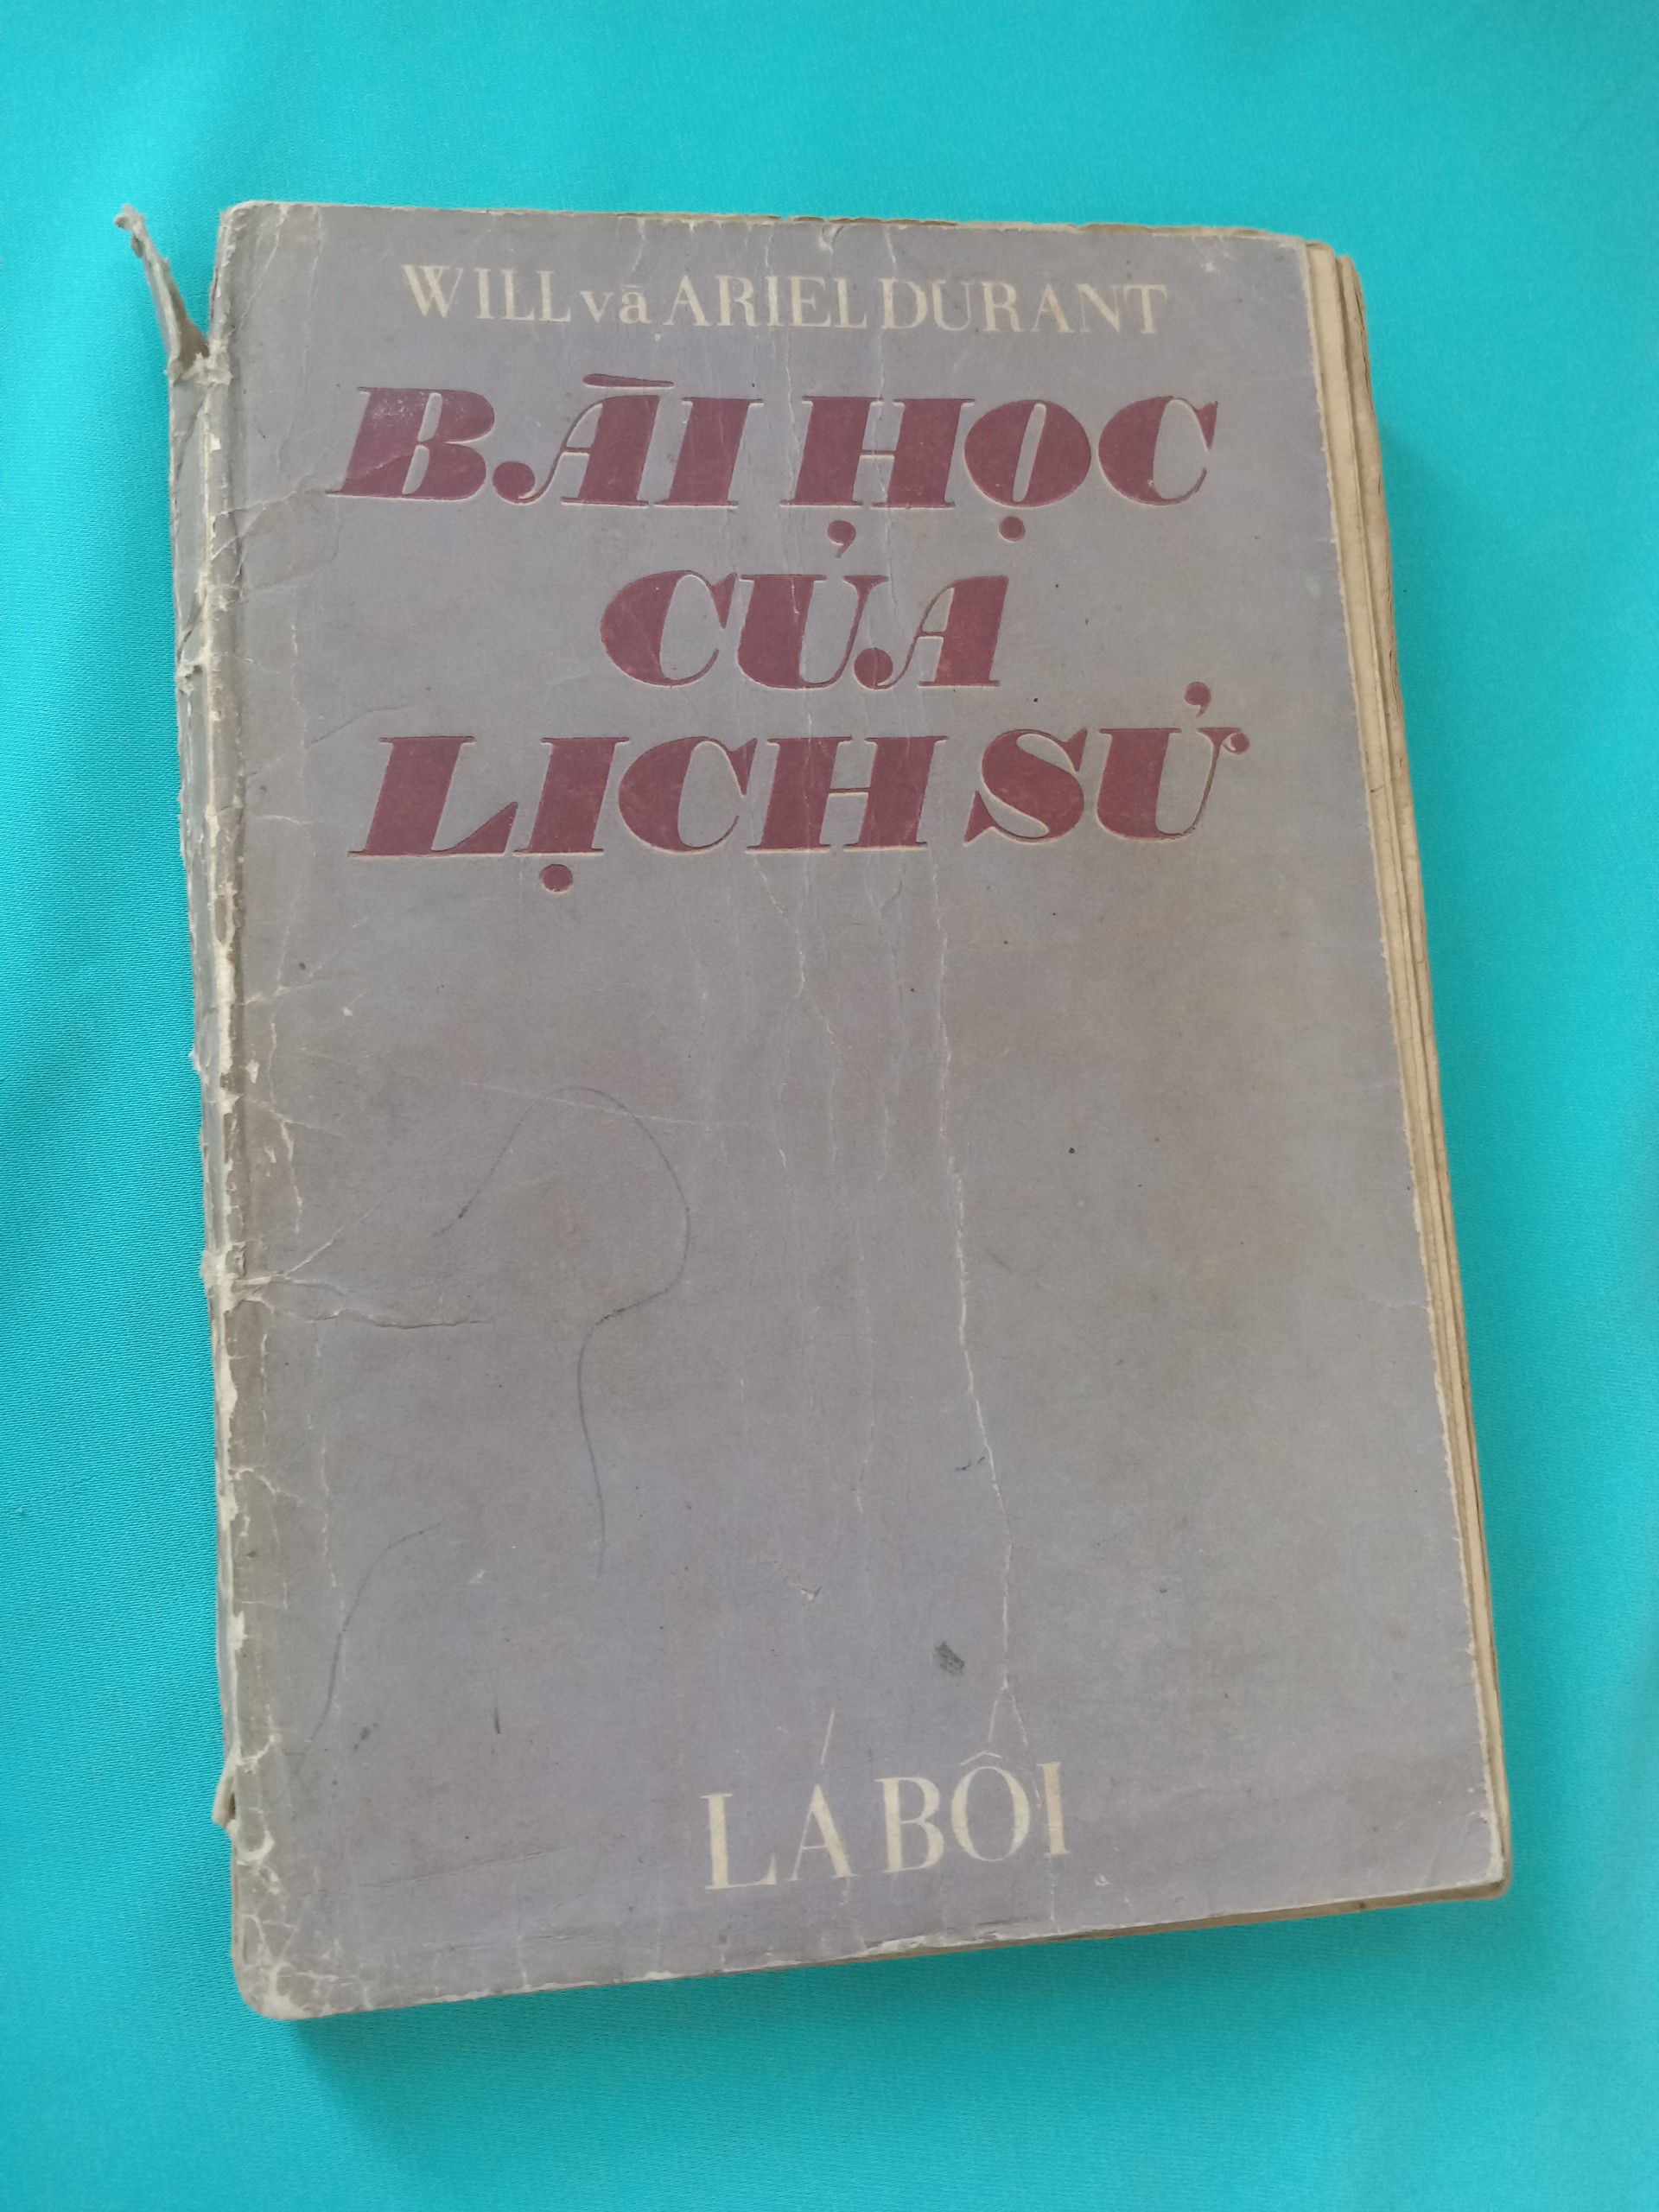 WILL và ARIEL DURANT
BÀI HỌC
CỦA
LỊCH SỬ
LÁ BỐI